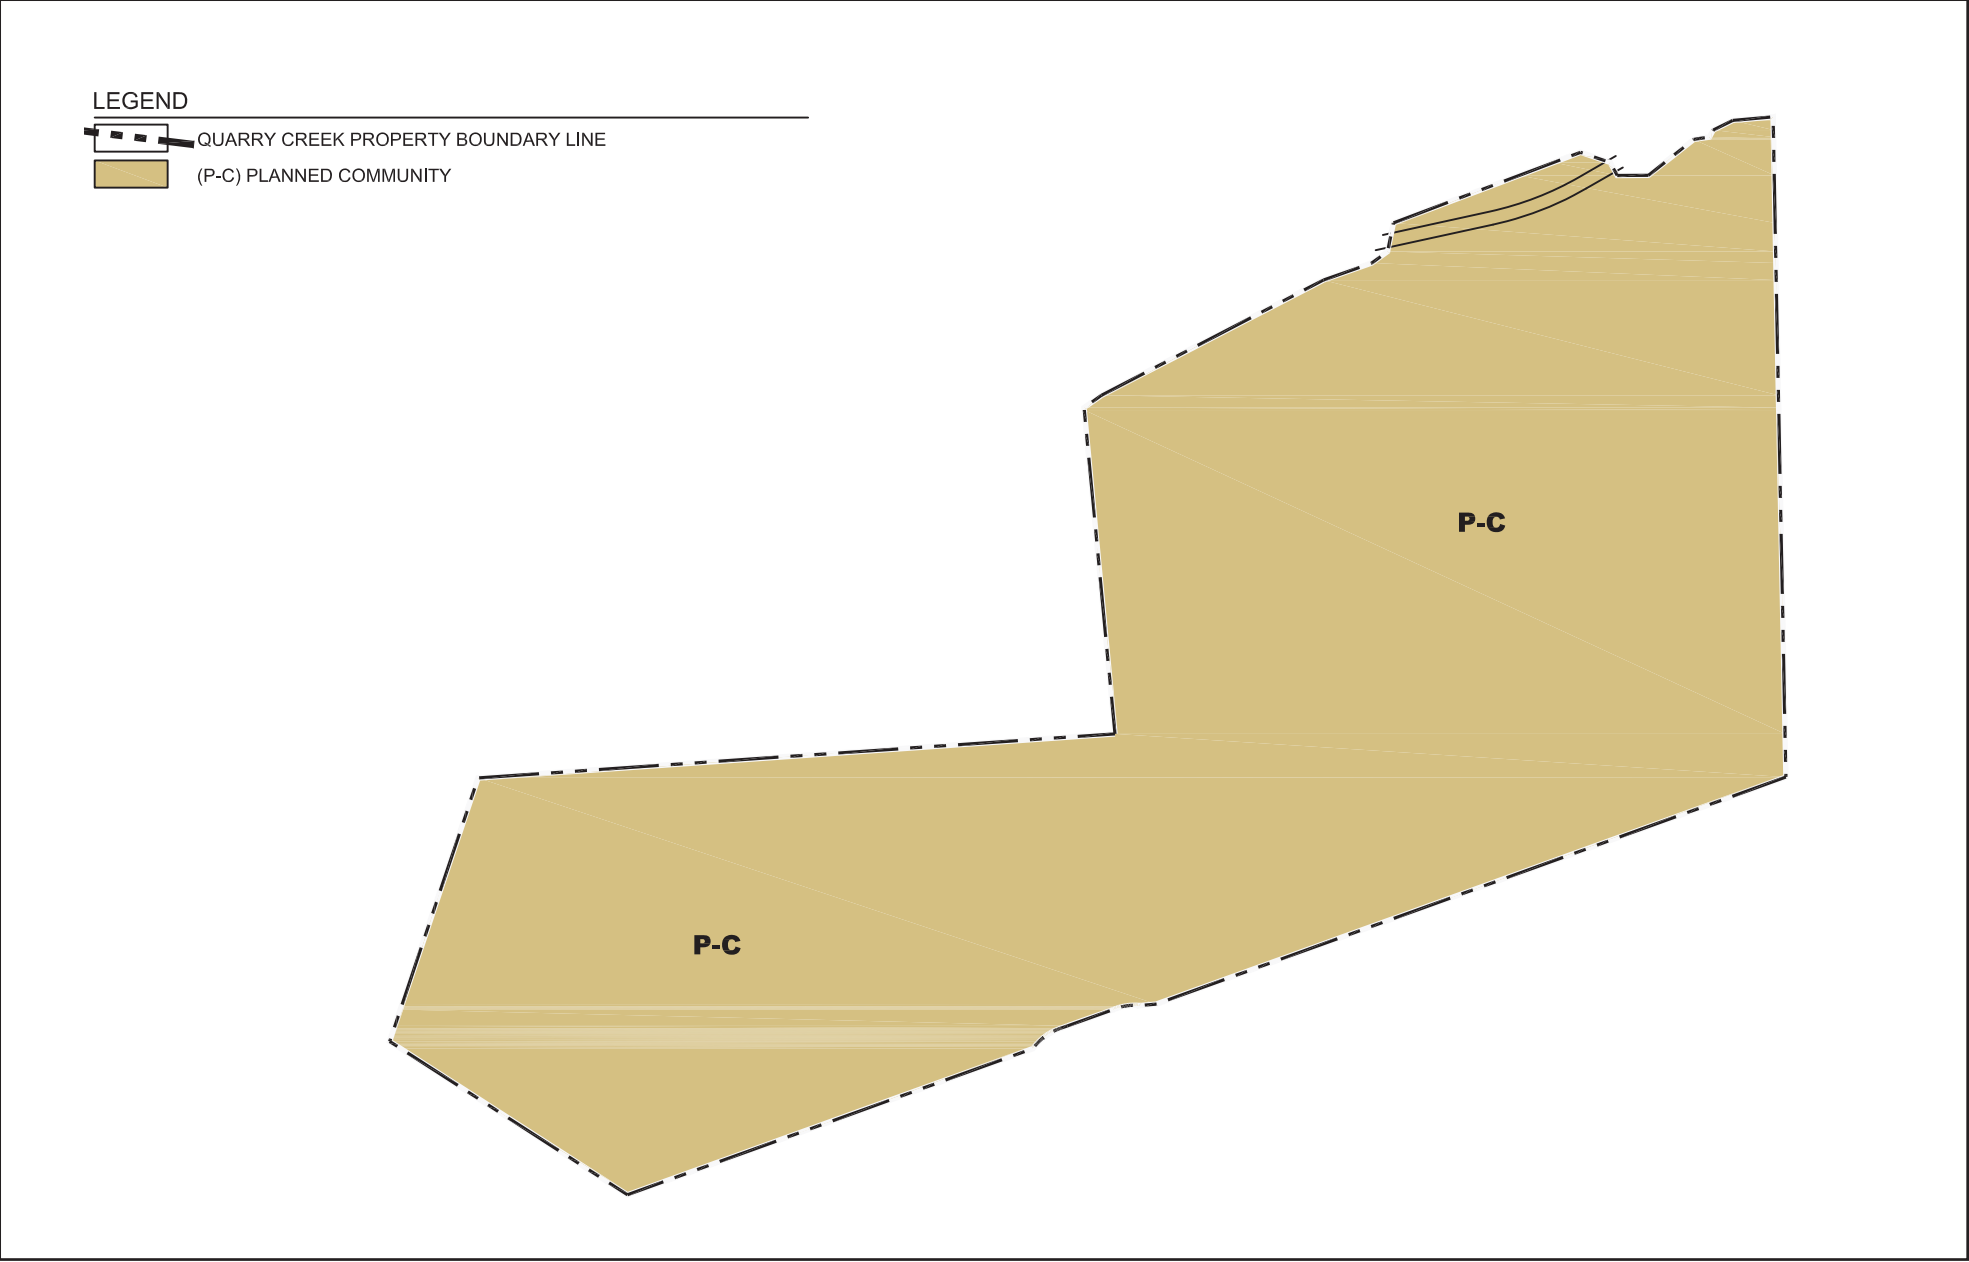 LEGEND
QUARRY CREEK PROPERTY BOUNDARY LINE
(P-C) PLANNED COMMUNITY
P-C
P-C